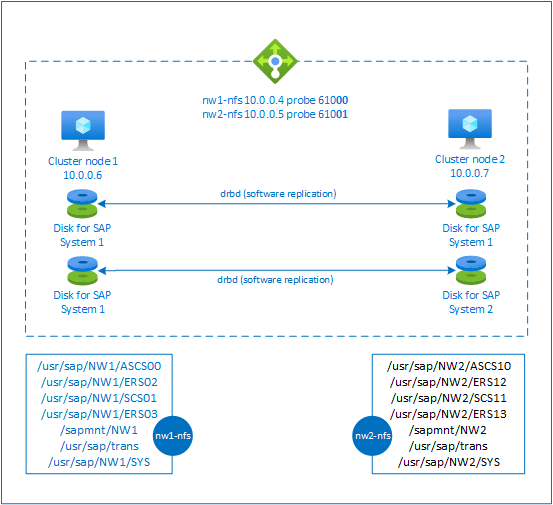 nw1-nfs 10.0.0.4 probe 61000
nw2-nfs 10.0.0.5 probe 61001
Cluster node 1
10.0.0.6
Cluster node 2
10.0.0.7
drbd (software replication)
Disk for SAP
System 1
Disk for SAP
System 1
drbd (software replication)
Disk for SAP
System 1
Disk for SAP
System 2
/usr/sap/NW1/ASCS00
/usr/sap/NW1/ERS02
/usr/sap/NW1/SCS01
/usr/sap/NW1/ERS03
/sapmnt/NW1
/usr/sap/trans
/usr/sap/NW1/SYS
nw1-nfs
/usr/sap/NW2/ASCS10
/usr/sap/NW2/ERS12
/usr/sap/NW2/SCS11
/usr/sap/NW2/ERS13
/sapmnt/NW2
/usr/sap/trans
/usr/sap/NW2/SYS
nw2-nfs